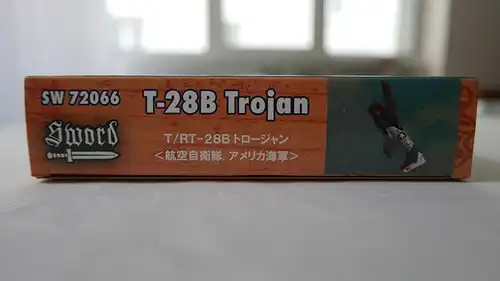 SW 72066
T-28B Trojan
Sword
T/RT-28B トロージャン
<航空自衛隊、アメリカ海軍>